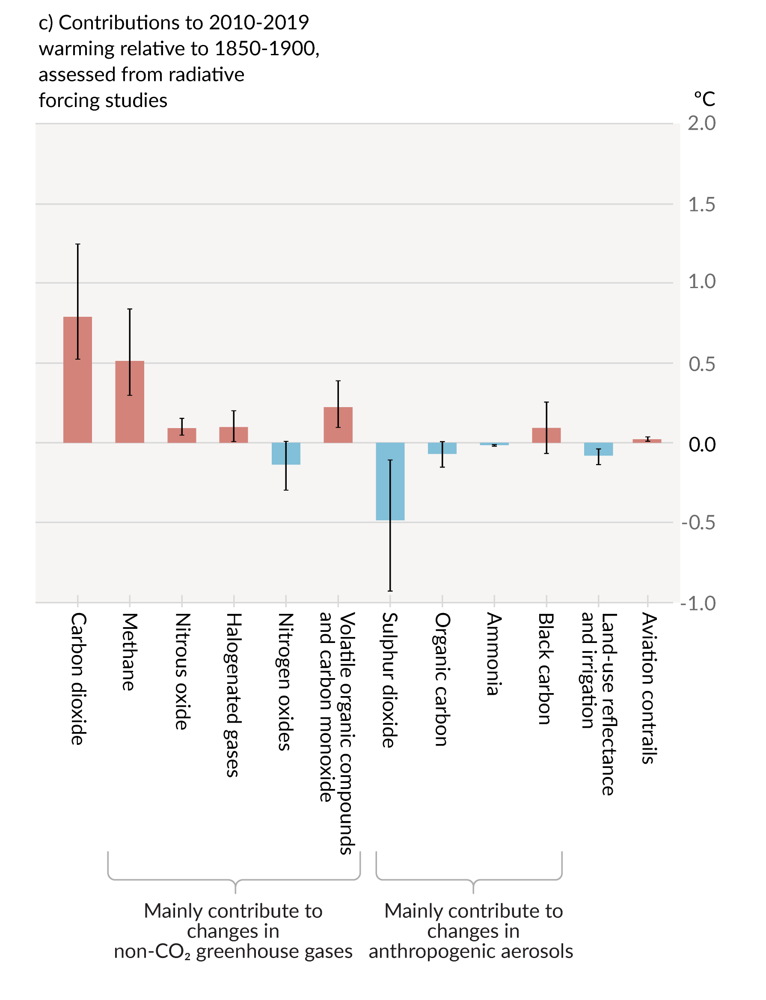 c) Contributions to 2010-2019
warming relative to 1850-1900,
assessed from radiative
forcing studies
°C
2.0
1.5
1.0
0.5
0.0
-0.5
-1.0
Carbon dioxide
Methane
Nitrous oxide
Halogenated gases
Nitrogen oxides
Volatile organic compounds
and carbon monoxide
Sulphur dioxide
Organic carbon
Ammonia
Black carbon
Land-use reflectance
and irrigation
Aviation contrails
Mainly contribute to
changes in
non-CO₂ greenhouse gases
Mainly contribute to
changes in
anthropogenic aerosols